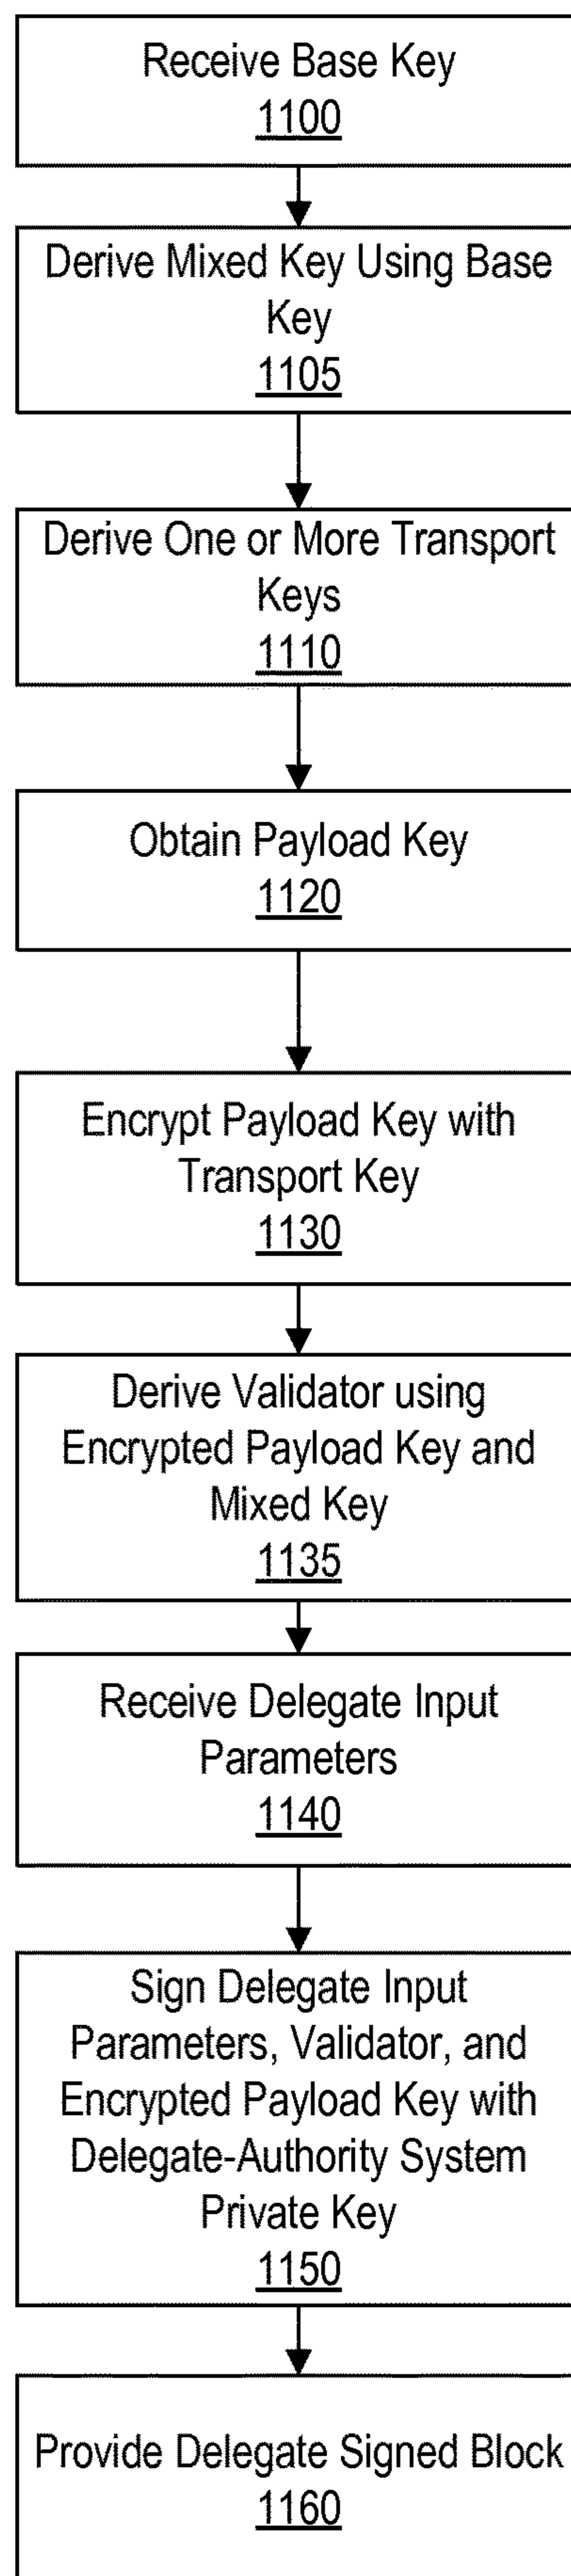 Receive Base Key
1100
Derive Mixed Key Using Base
Key
1105
Derive One or More Transport
Keys
1110
Obtain Payload Key
1120
Encrypt Payload Key with
Transport Key
1130
Derive Validator using
Encrypted Payload Key and
Mixed Key
1135
Receive Delegate Input
Parameters
1140
Sign Delegate Input
Parameters, Validator, and
Encrypted Payload Key with
Delegate-Authority System
Private Key
1150
Provide Delegate Signed Block
1160